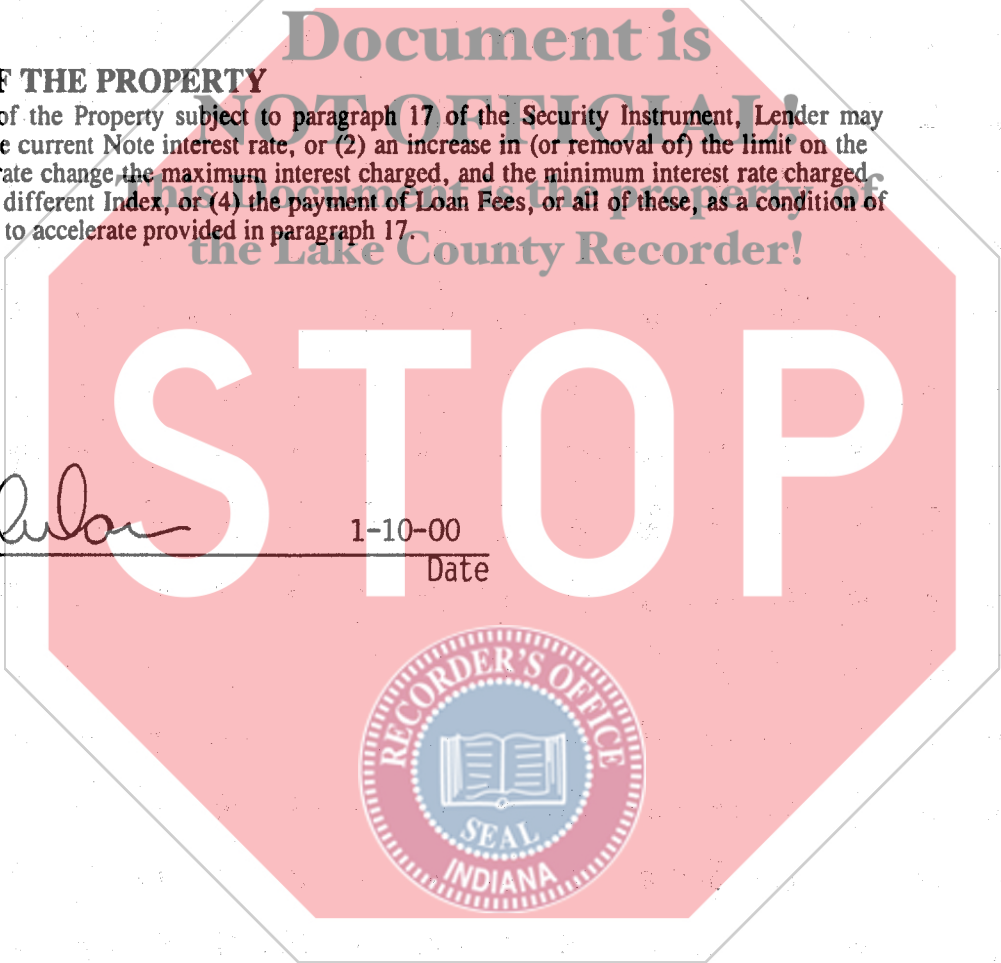 Document is
F THE PROPERTY
NOT OFFICIAL!
of the Property subject to paragraph 17 of the Security Instrument, Lender may
e current Note interest rate, or (2) an increase in (or removal of) the limit on the
ate change the maximum interest charged, and the minimum interest rate charged,
This Document is the property of
different Index, or (4) the payment of Loan Fees, or all of these, as a condition of
to accelerate provided in paragraph 17.
the Lake County Recorder!
STOP
1-10-00
Date
RECORDER'S OFFICE
SEAL
INDIANA